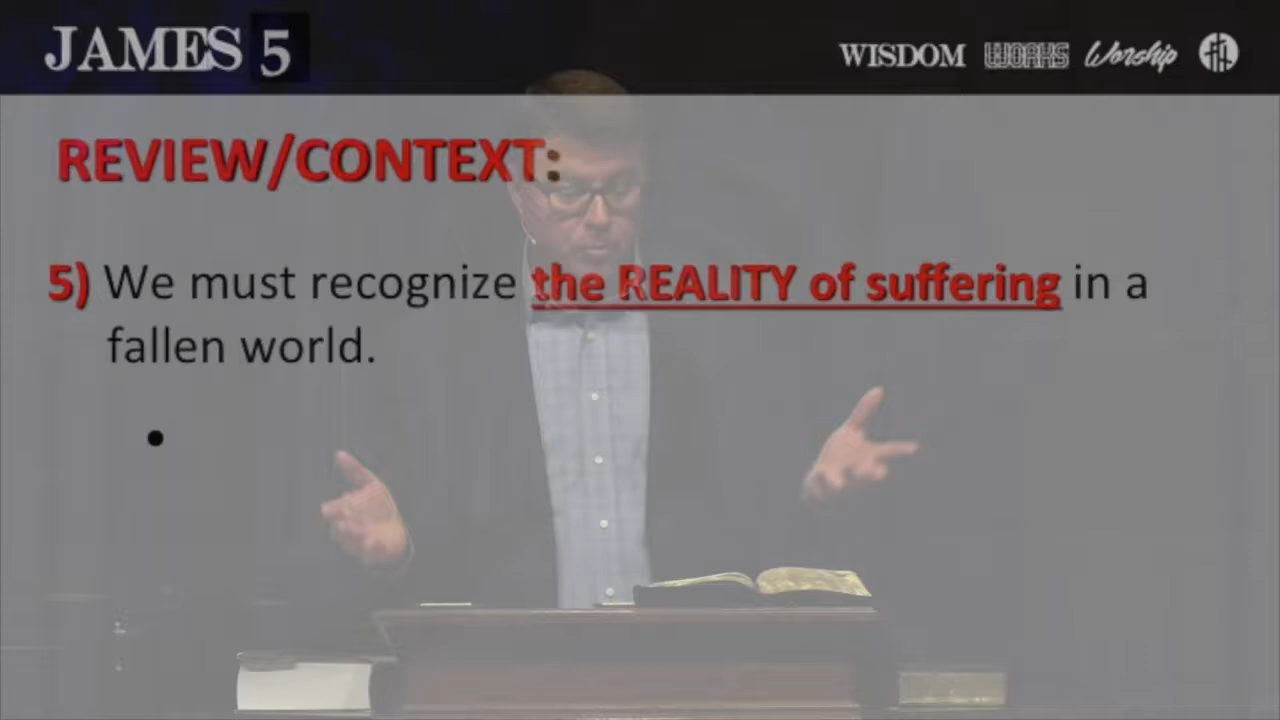 JAMES 5
WISDOM WORKS Worship
REVIEW/CONTEXT:
5) We must recognize the REALITY of suffering in a
fallen world.